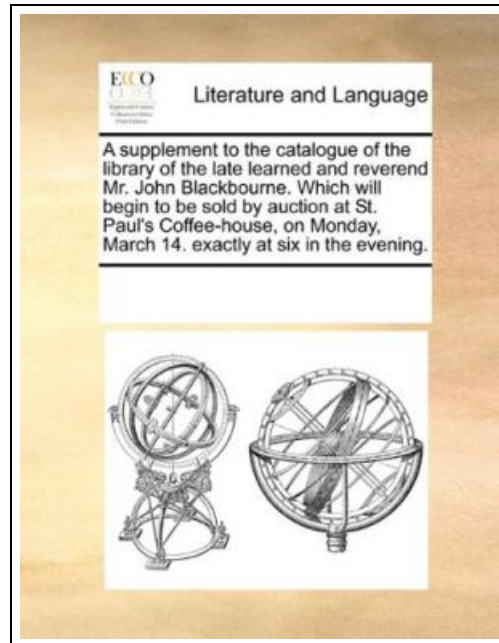 ECCO
Literature and Language
A supplement to the catalogue of the
library of the late learned and reverend
Mr. John Blackbourne. Which will
begin to be sold by auction at St.
Paul's Coffee-house, on Monday,
March 14. exactly at six in the evening.